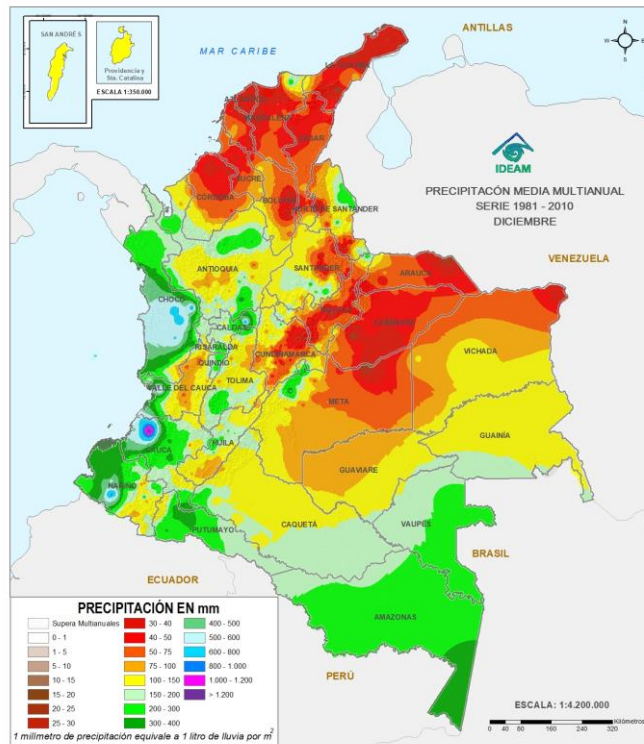 SAN ANDRÉS
Providencia y
Sta. Catalina
ESCALA 1:350.000
ANTILLAS
MAR CARIBE
N
W
E
S
IDEAM
PRECIPITACÓN MEDIA MULTIANUAL
SERIE 1981 - 2010
DICIEMBRE
LA GUAJIRA
MAGDALENA
CESAR
SUCRE
CÓRDOBA
BOLÍVAR
NORTE DE SANTANDER
VENEZUELA
ANTIOQUIA
SANTANDER
ARAUCA
CHOCÓ
CALDAS
RISARALDA
CUNDINAMARCA
VICHADA
QUINDÍO
TOLIMA
VALLE DEL CAUCA
META
GUAINÍA
CAUCA
HUILA
GUAVIARE
NARIÑO
PUTUMAYO
CAQUETÁ
VAUPÉS
BRASIL
ECUADOR
AMAZONAS
PERÚ
PRECIPITACIÓN EN mm
Supera Multianuales
0 - 1
1 - 5
5 - 10
10 - 15
15 - 20
20 - 25
25 - 30
30 - 40
40 - 50
50 - 75
75 - 100
100 - 150
150 - 200
200 - 300
300 - 400
400 - 500
500 - 600
600 - 800
800 - 1.000
1.000 - 1.200
> 1.200
1 milímetro de precipitación equivale a 1 litro de lluvia por m²
ESCALA: 1:4.200.000
0 40 80 160 240 320
Kilómetros